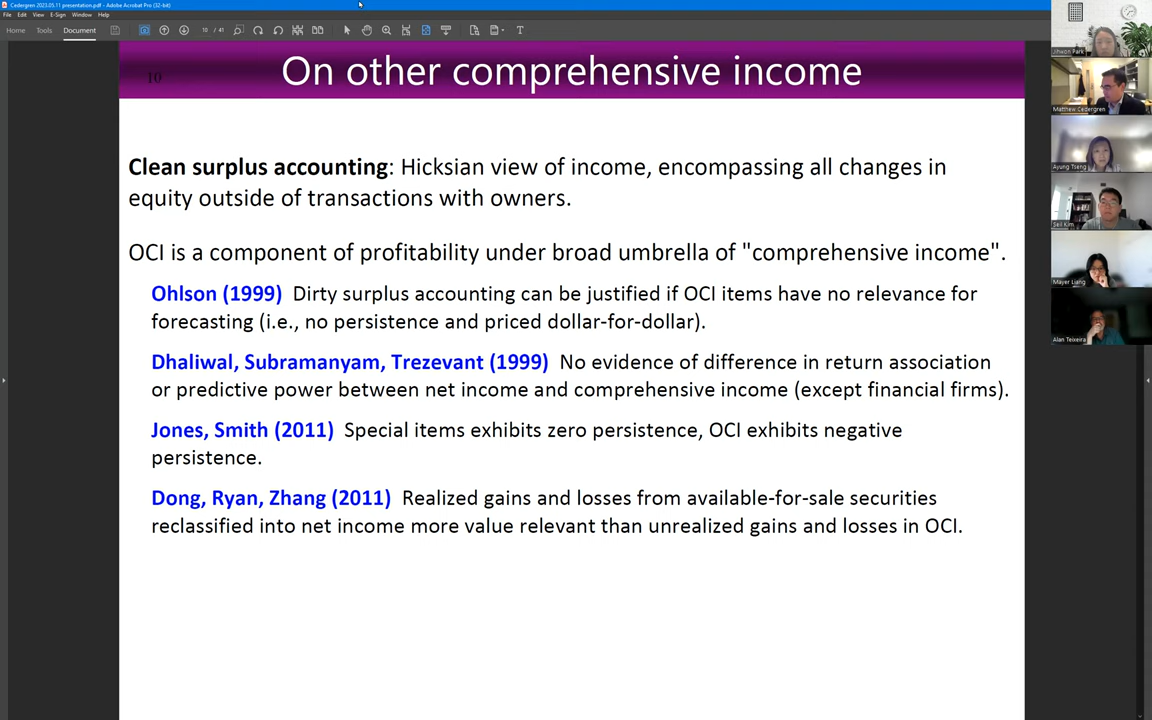 Cedergren 2023.05.11 presentation.pdf - Adobe Acrobat Pro (32-bit)
File Edit View E-Sign Window Help
Home Tools Document 10 / 41
10
On other comprehensive income
Clean surplus accounting: Hicksian view of income, encompassing all changes in
equity outside of transactions with owners.
OCI is a component of profitability under broad umbrella of "comprehensive income".
Ohlson (1999) Dirty surplus accounting can be justified if OCI items have no relevance for
forecasting (i.e., no persistence and priced dollar-for-dollar).
Dhaliwal, Subramanyam, Trezevant (1999) No evidence of difference in return association
or predictive power between net income and comprehensive income (except financial firms).
Jones, Smith (2011) Special items exhibits zero persistence, OCI exhibits negative
persistence.
Dong, Ryan, Zhang (2011) Realized gains and losses from available-for-sale securities
reclassified into net income more value relevant than unrealized gains and losses in OCI.
Jihwon Park
Matthew Cedergren
Ayung Tseng
Seil Kim
Mayer Liang
Alan Teixeira